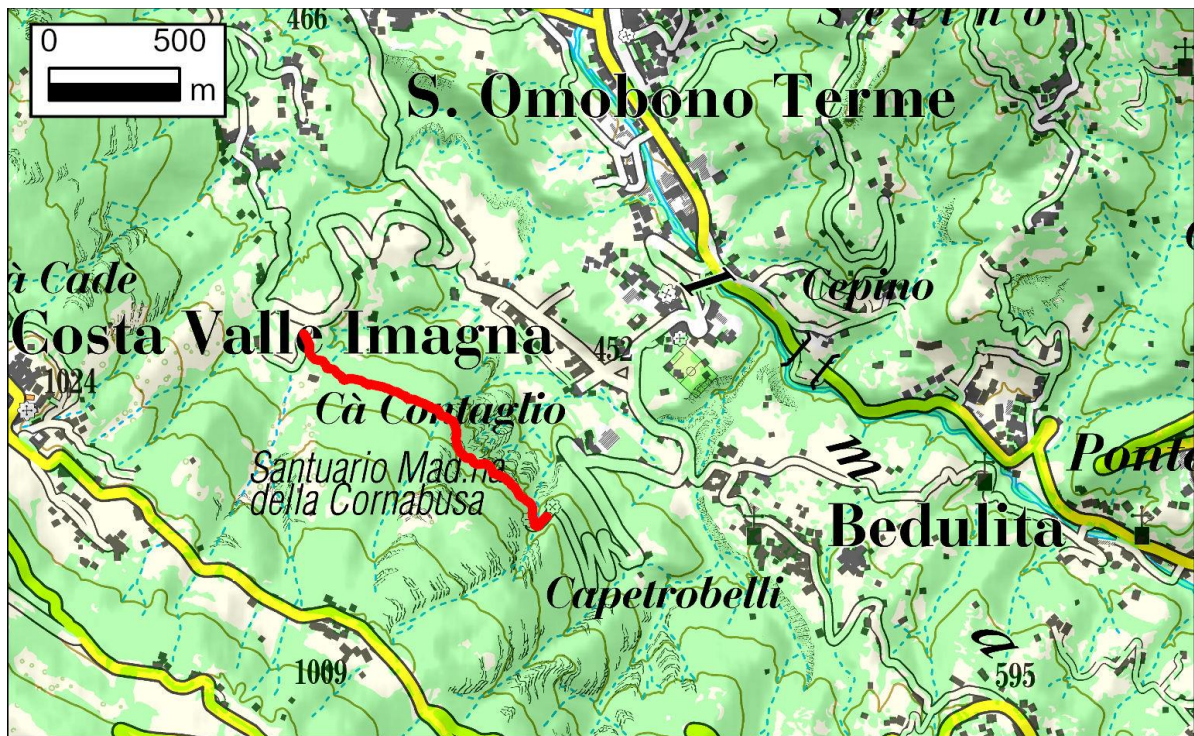 466
Selino
0 500
m
S. Omobono Terme
à Cadè
Cepino
Costa Valle Imagna
452
1024
Cà Contaglio
Santuario Mad.na
della Cornabusa
m
Ponte
Bedulita
Capetrobelli
a
1009
595